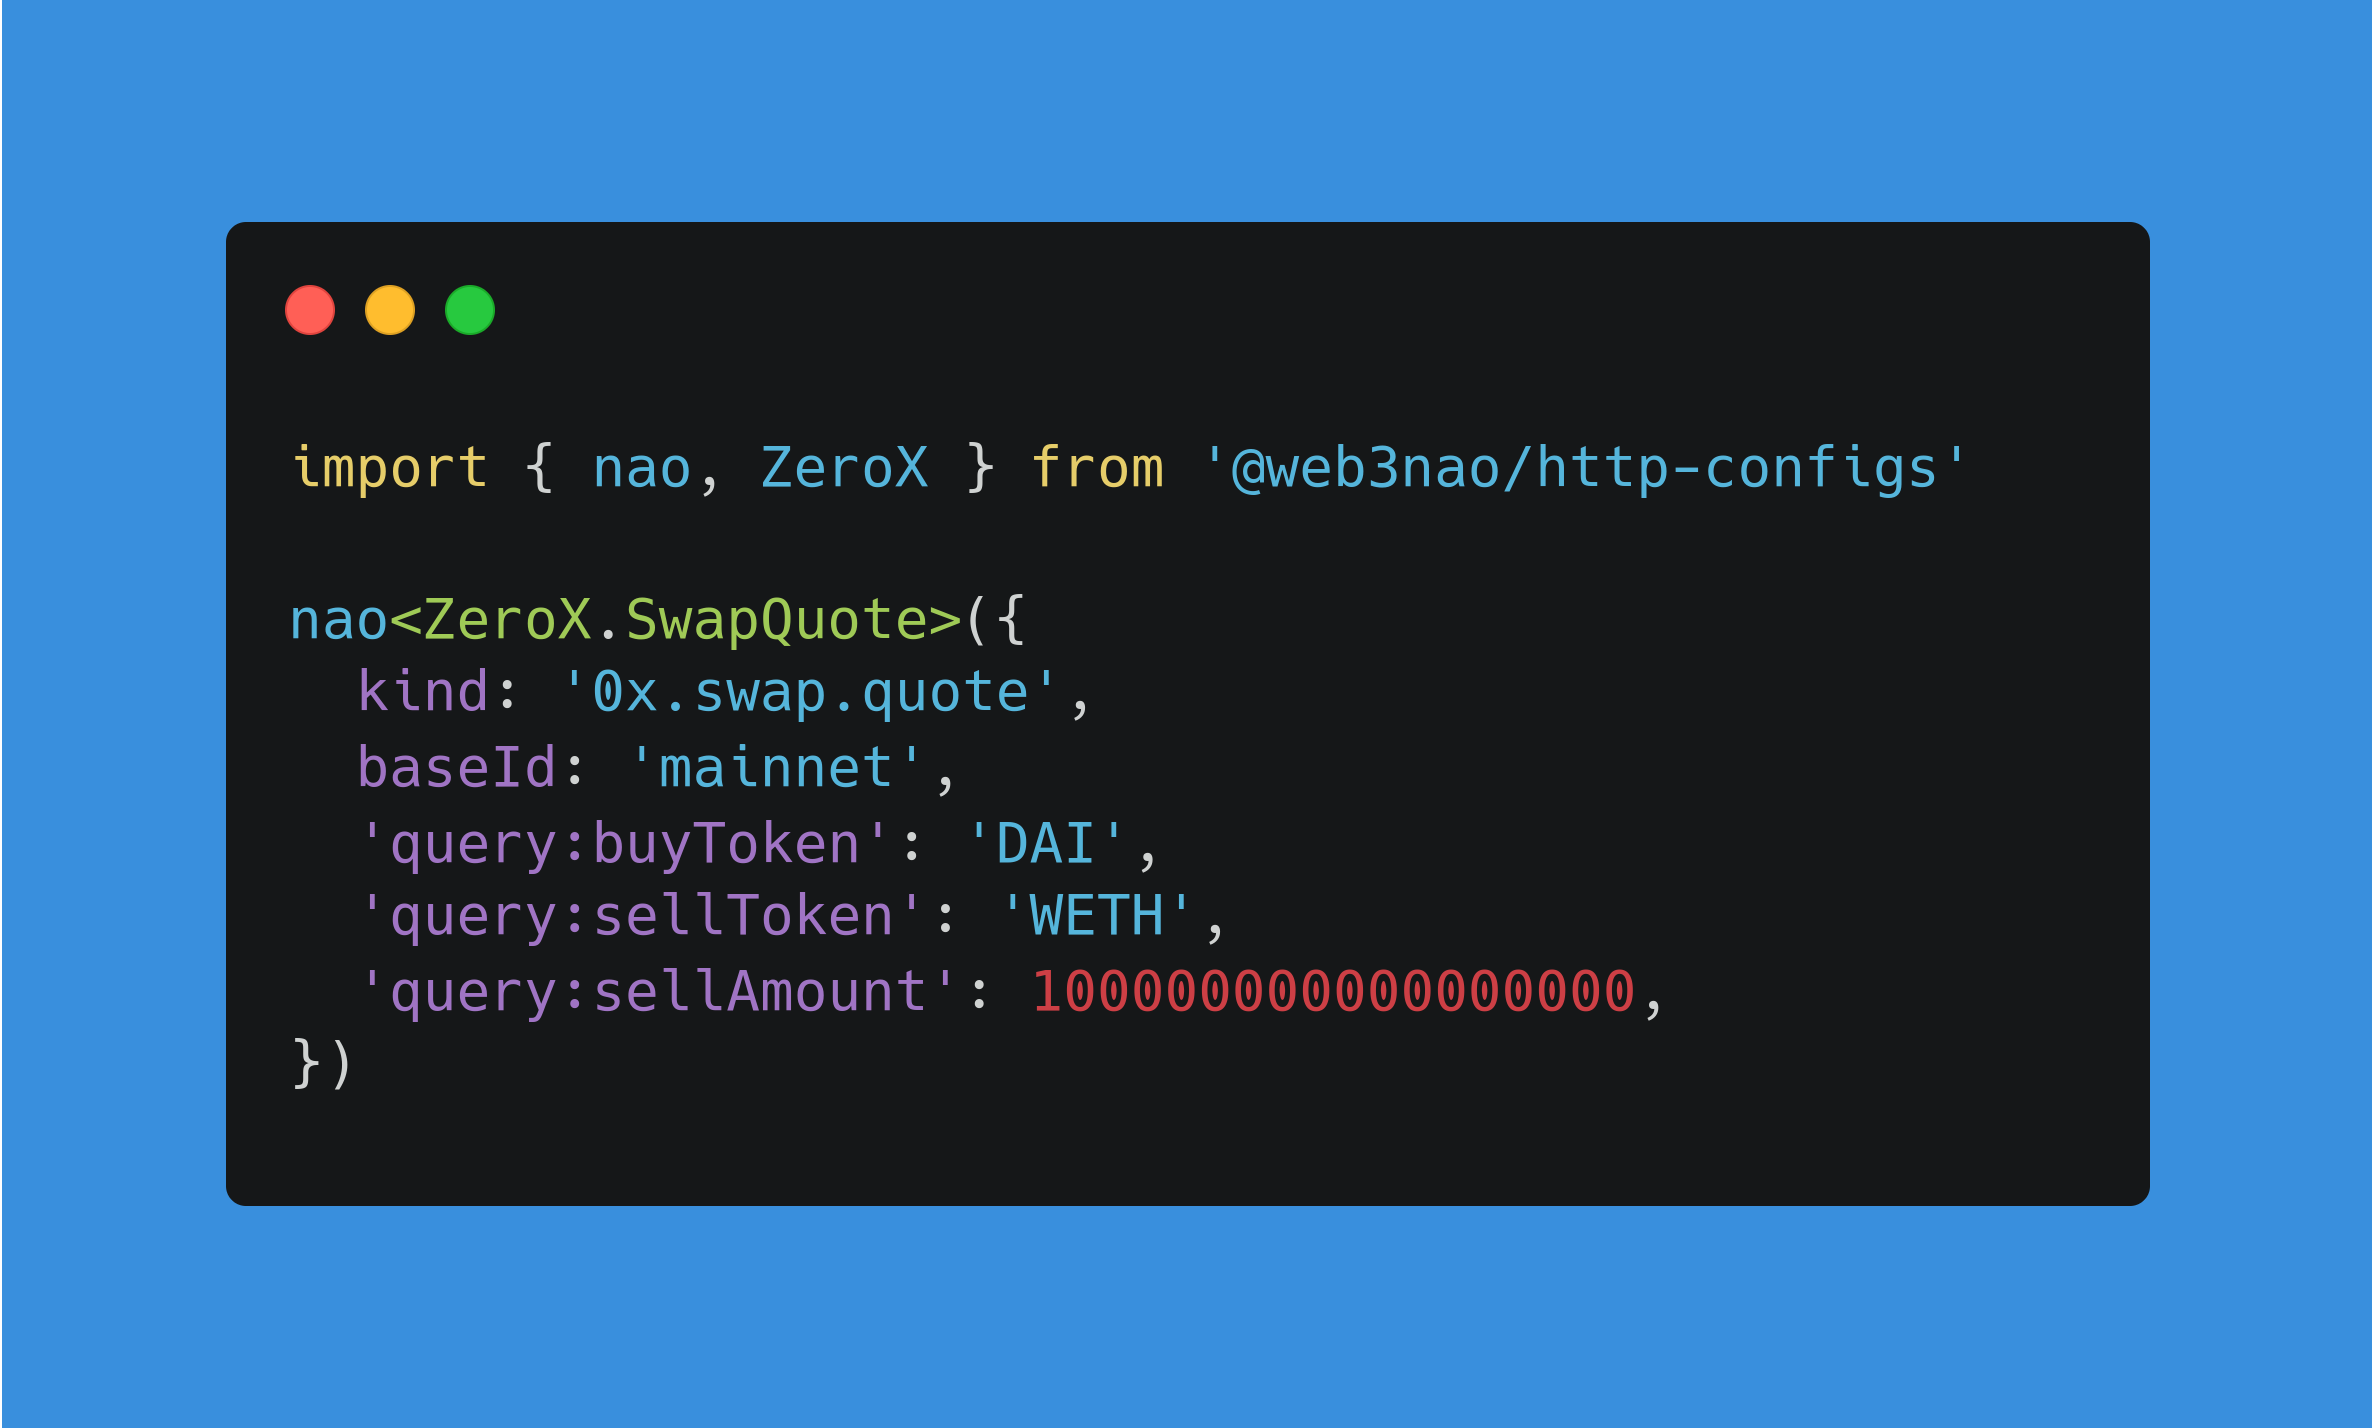 import { nao, ZeroX } from '@web3nao/http-configs'
nao<ZeroX.SwapQuote>({
  kind: '0x.swap.quote',
  baseId: 'mainnet',
  'query:buyToken': 'DAI',
  'query:sellToken': 'WETH',
  'query:sellAmount': 100000000000000000,
})